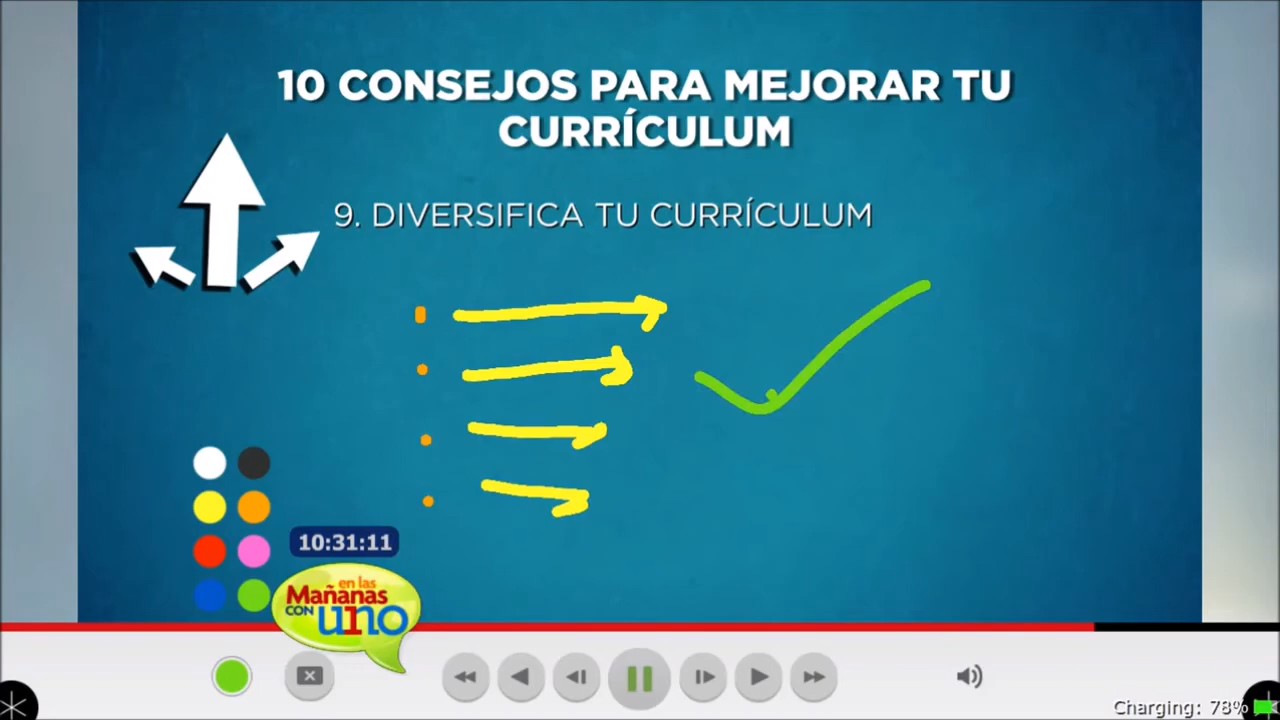 10 CONSEJOS PARA MEJORAR TU
CURRÍCULUM
9. DIVERSIFICA TU CURRÍCULUM
10:31:11
en las
Mañanas
CON uno
Charging: 78%